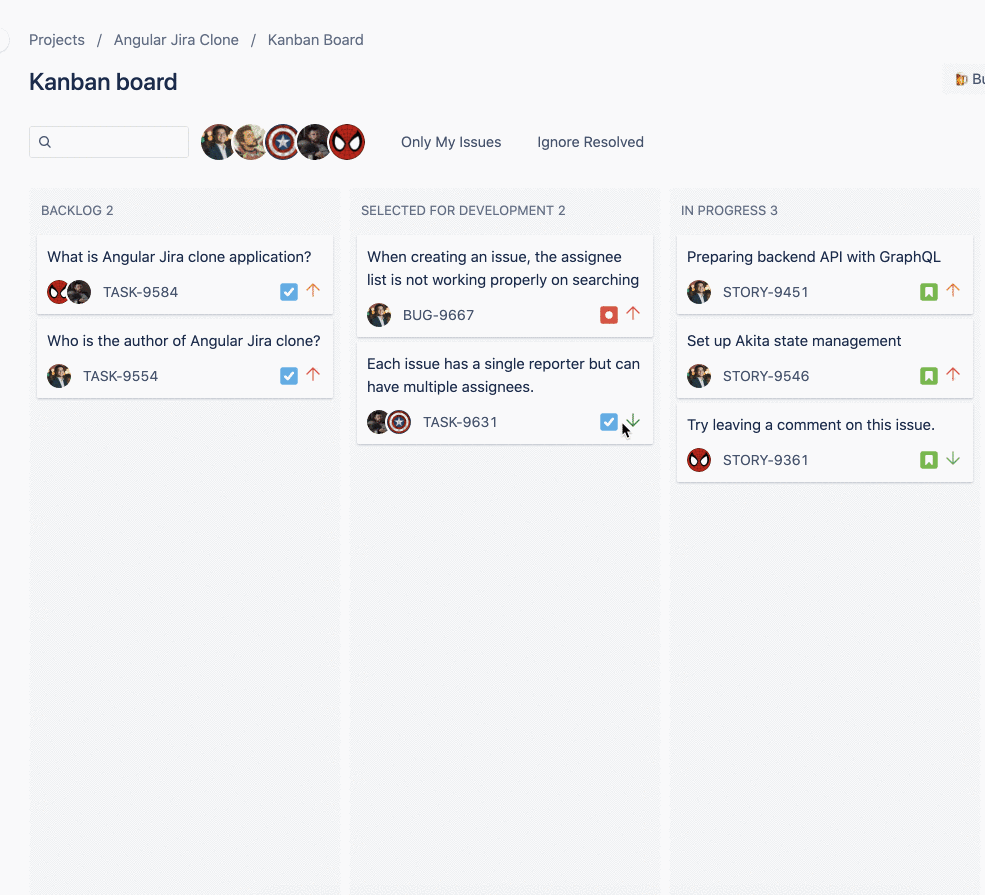 Projects / Angular Jira Clone / Kanban Board
Kanban board
Bu
Only My Issues Ignore Resolved
BACKLOG 2
What is Angular Jira clone application?
TASK-9584
Who is the author of Angular Jira clone?
TASK-9554
SELECTED FOR DEVELOPMENT 2
When creating an issue, the assignee
list is not working properly on searching
BUG-9667
Each issue has a single reporter but can
have multiple assignees.
TASK-9631
IN PROGRESS 3
Preparing backend API with GraphQL
STORY-9451
Set up Akita state management
STORY-9546
Try leaving a comment on this issue.
STORY-9361